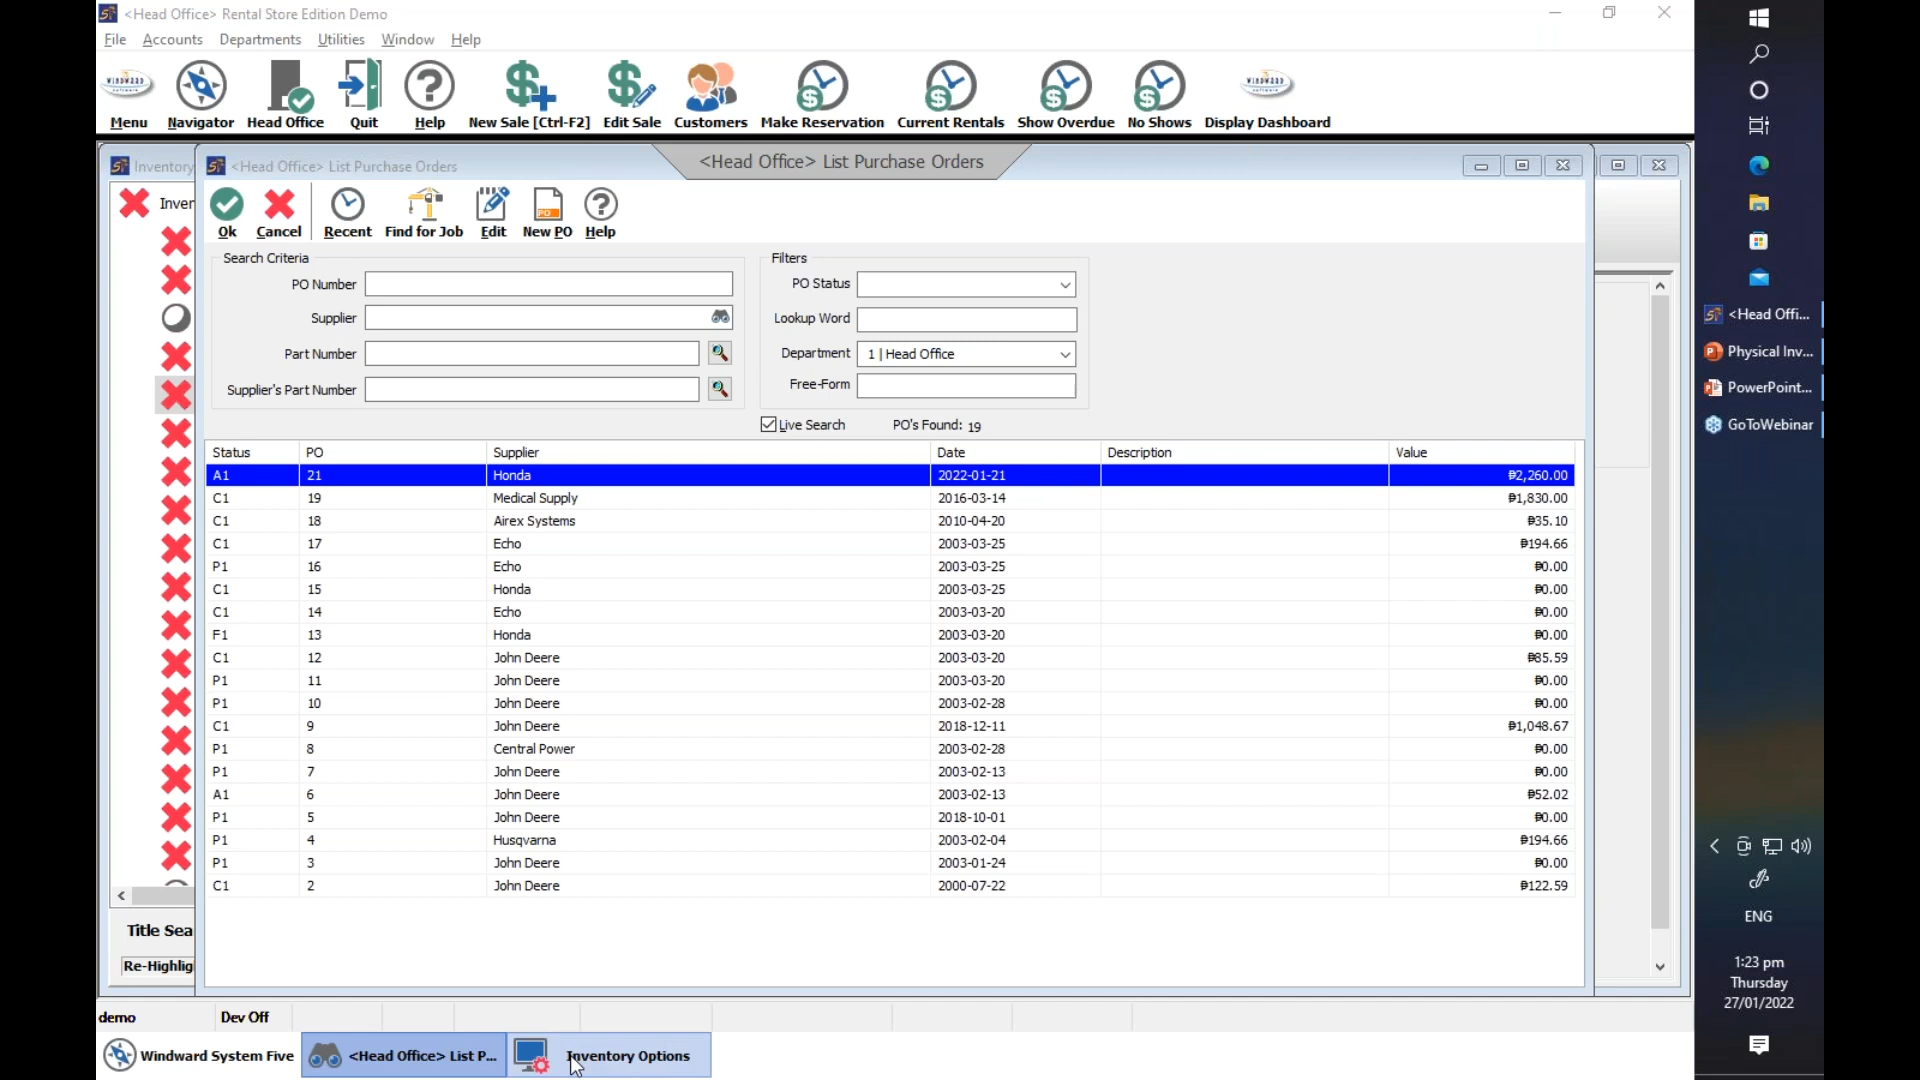 <Head Office> Rental Store Edition Demo
File Accounts Departments Utilities Window Help
Menu Navigator Head Office Quit Help New Sale [Ctrl-F2] Edit Sale Customers Make Reservation Current Rentals Show Overdue No Shows Display Dashboard
Inventory
<Head Office> List Purchase Orders
<Head Office> List Purchase Orders
Inver
Ok Cancel Recent Find for Job Edit New PO Help
Search Criteria
PO Number
Supplier
Part Number
Supplier's Part Number
Filters
PO Status
Lookup Word
Department 1 | Head Office
Free-Form
Live Search PO's Found: 19
Status PO Supplier Date Description Value
A1 21 Honda 2022-01-21 ₱2,260.00
C1 19 Medical Supply 2016-03-14 ₱1,830.00
C1 18 Airex Systems 2010-04-20 ₱35.10
C1 17 Echo 2003-03-25 ₱194.66
P1 16 Echo 2003-03-25 ₱0.00
C1 15 Honda 2003-03-25 ₱0.00
C1 14 Echo 2003-03-20 ₱0.00
F1 13 Honda 2003-03-20 ₱0.00
C1 12 John Deere 2003-03-20 ₱85.59
P1 11 John Deere 2003-03-20 ₱0.00
P1 10 John Deere 2003-02-28 ₱0.00
C1 9 John Deere 2018-12-11 ₱1,048.67
P1 8 Central Power 2003-02-28 ₱0.00
P1 7 John Deere 2003-02-13 ₱0.00
A1 6 John Deere 2003-02-13 ₱52.02
P1 5 John Deere 2018-10-01 ₱0.00
P1 4 Husqvarna 2003-02-04 ₱194.66
P1 3 John Deere 2003-01-24 ₱0.00
C1 2 John Deere 2000-07-22 ₱122.59
Title Sea
Re-Highlig
demo Dev Off
Windward System Five <Head Office> List P... Inventory Options
<Head Offi...
Physical Inv...
PowerPoint...
GoToWebinar
ENG
1:23 pm
Thursday
27/01/2022